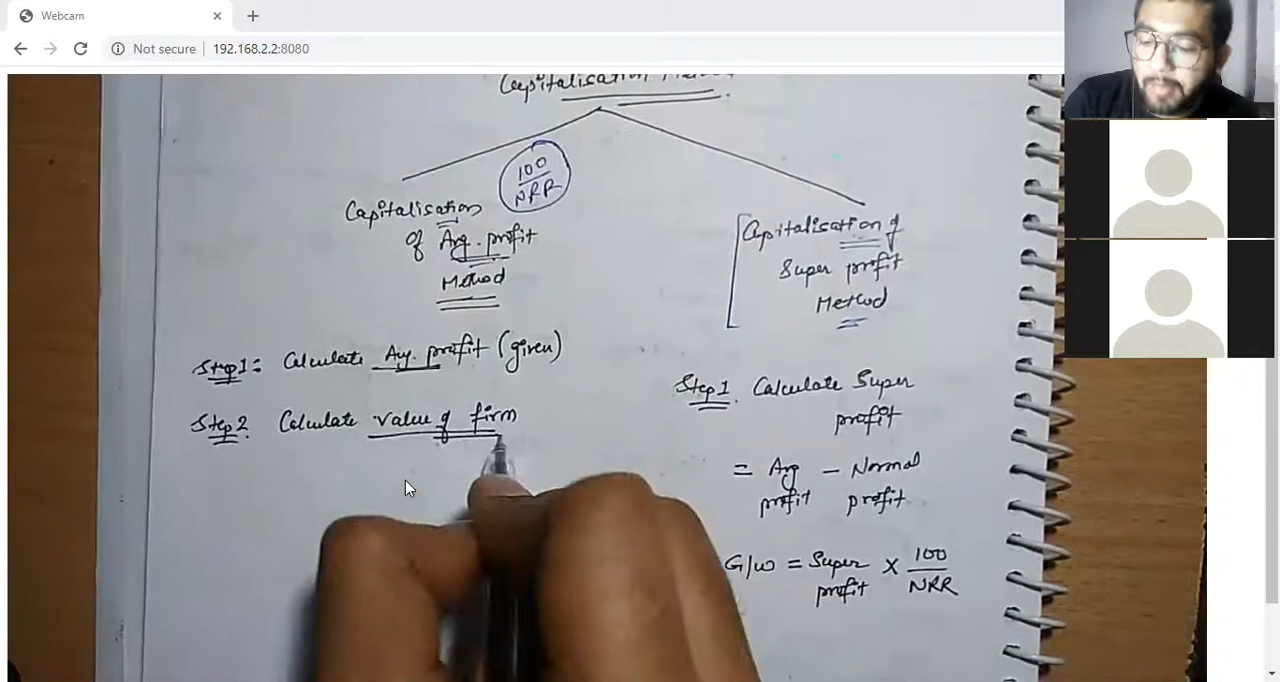 Webcam
Not secure
192.168.2.2:8080
Capitalisation Method
100
NRR
Capitalisation
of Avg. profit
Method
Step 1: Calculate Avg. profit (given)
Step 2. Calculate value of firm
Capitalisation of
Super profit
Method
Step 1. Calculate Super
profit
= Avg - Normal
profit profit
G/w = Super × 100
profit NRR